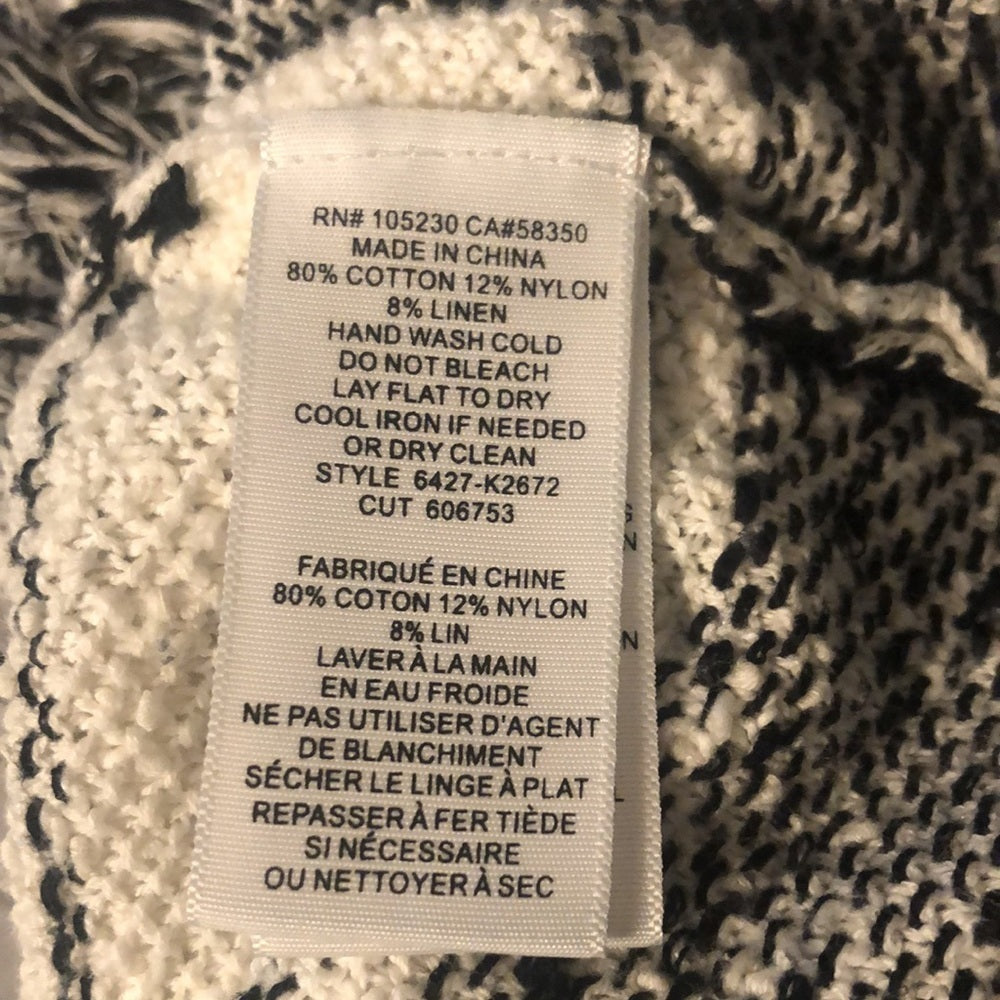 RN# 105230 CA#58350
MADE IN CHINA
80% COTTON 12% NYLON
8% LINEN
HAND WASH COLD
DO NOT BLEACH
LAY FLAT TO DRY
COOL IRON IF NEEDED
OR DRY CLEAN
STYLE 6427-K2672
CUT 606753
FABRIQUÉ EN CHINE
80% COTON 12% NYLON
8% LIN
LAVER À LA MAIN
EN EAU FROIDE
NE PAS UTILISER D'AGENT
DE BLANCHIMENT
SÉCHER LE LINGE À PLAT
REPASSER À FER TIÈDE
SI NÉCESSAIRE
OU NETTOYER À SEC